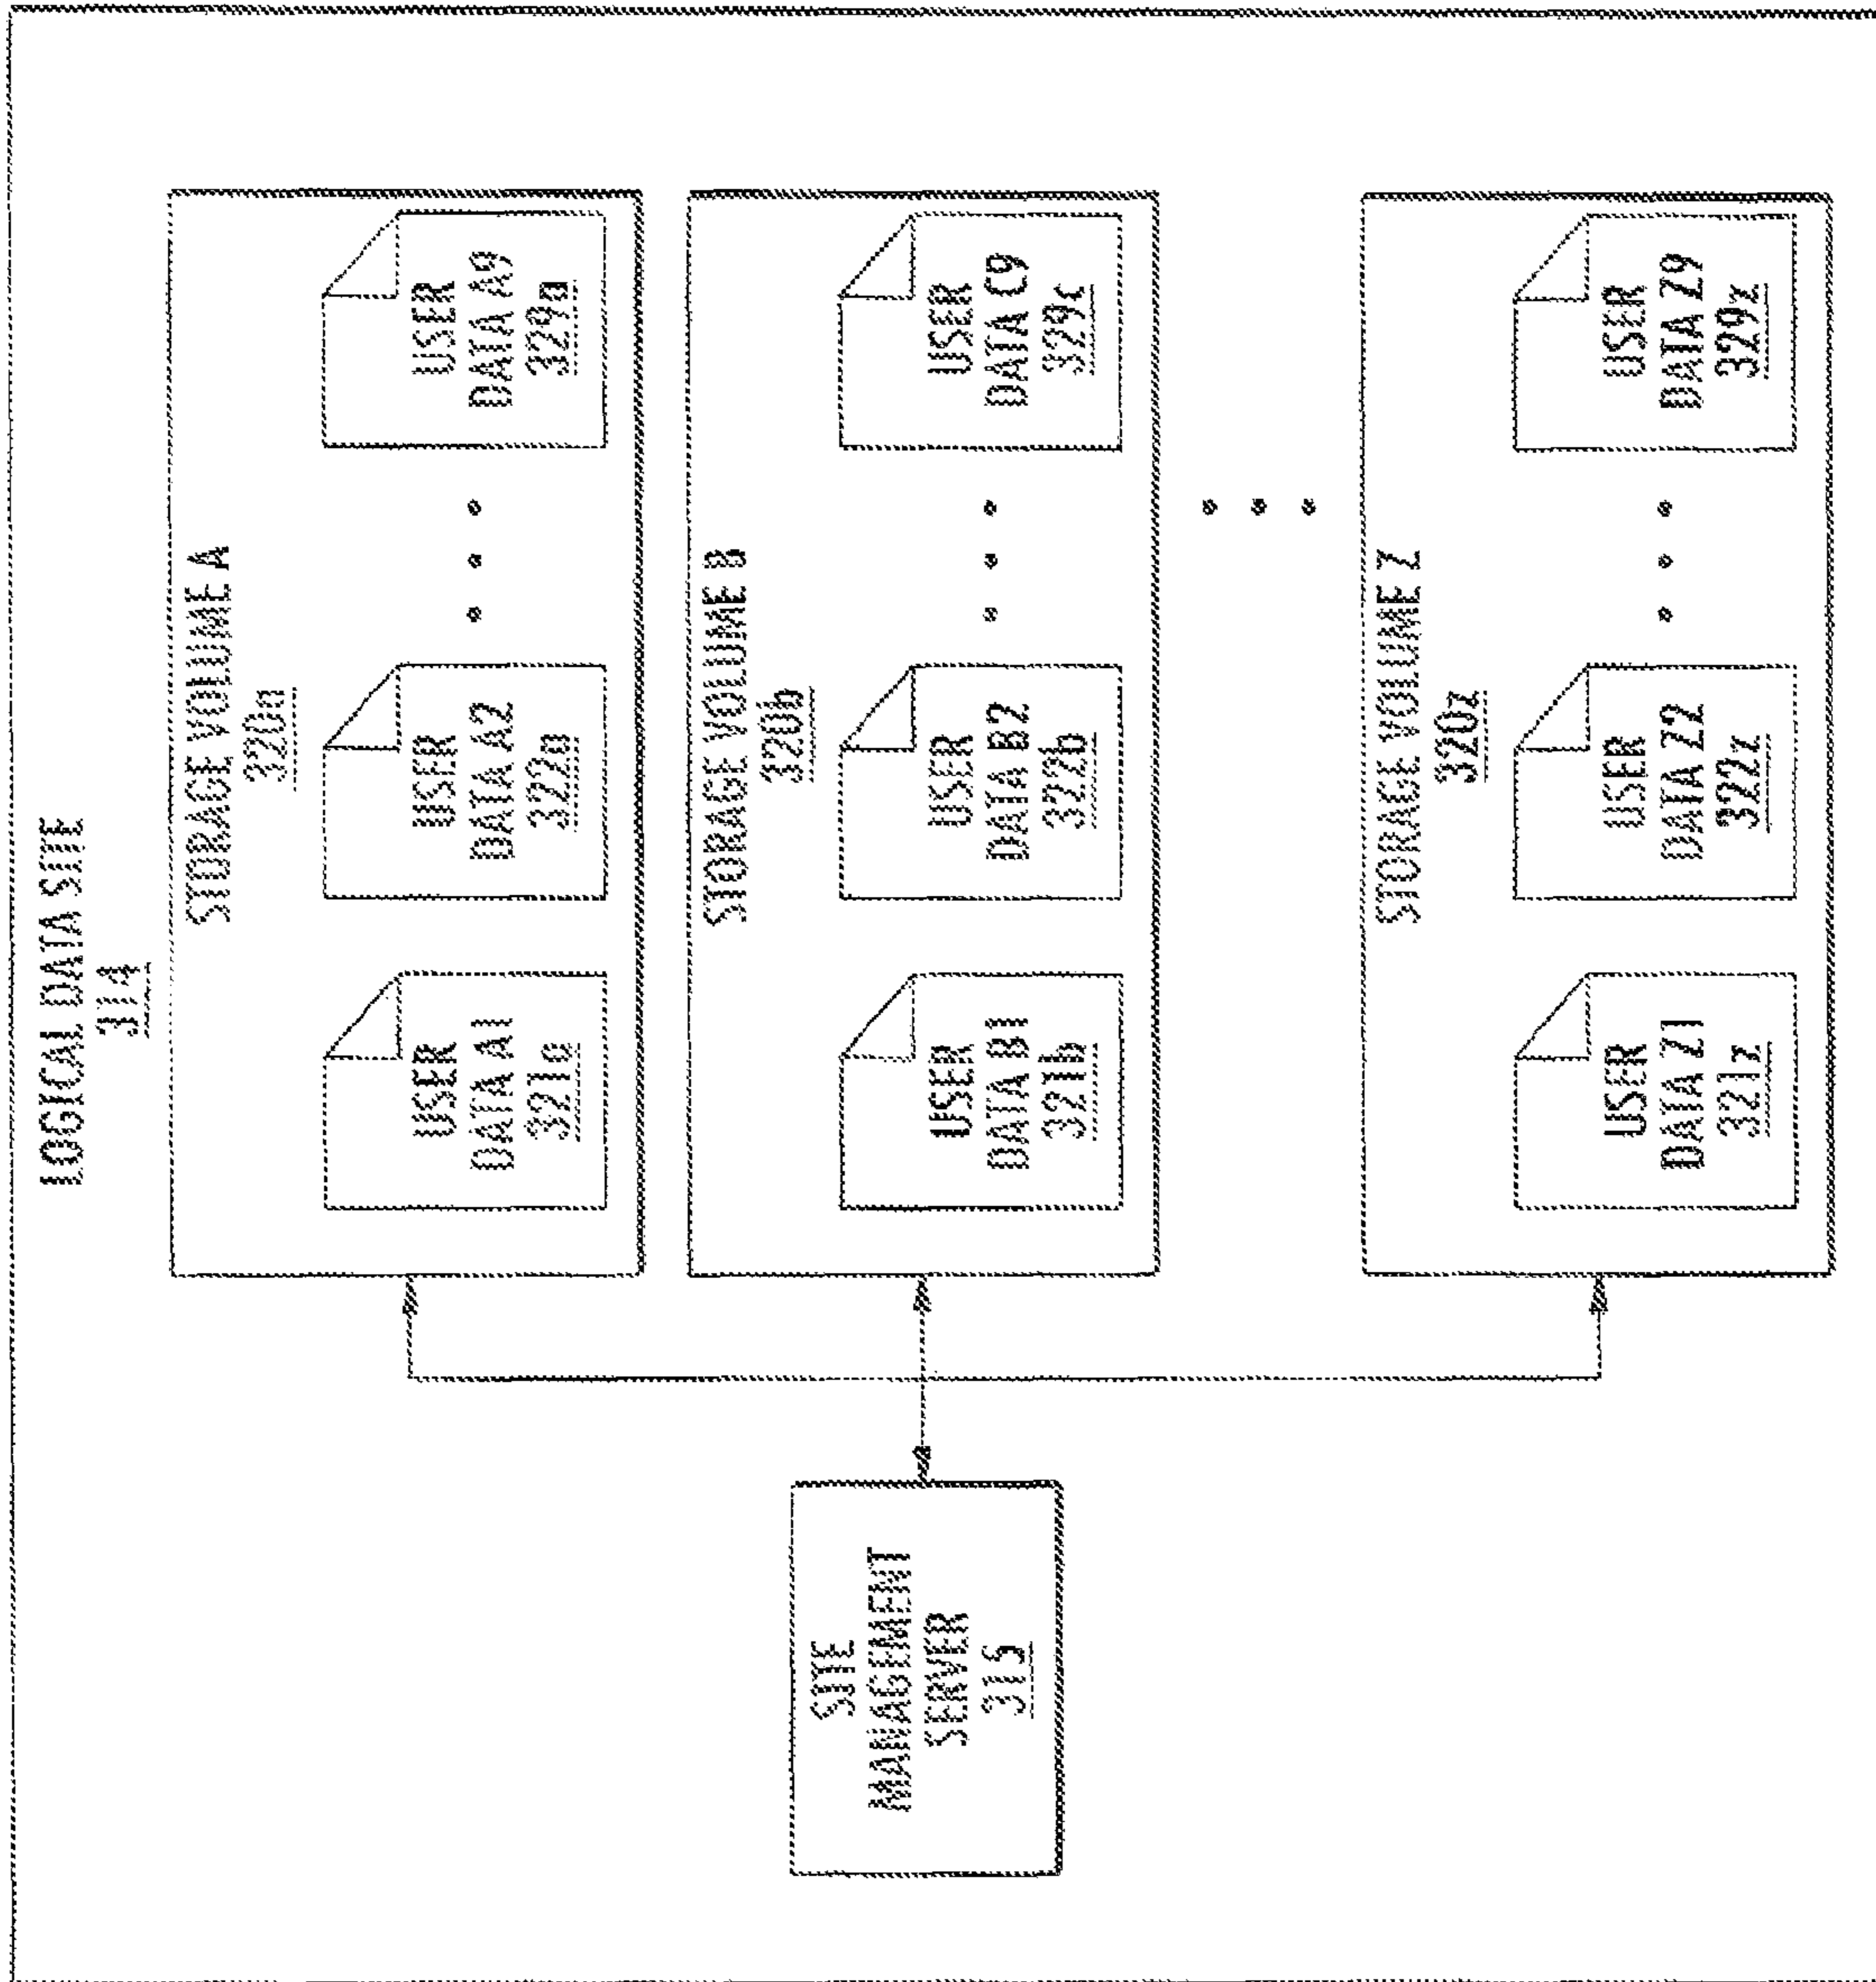 LOGICAL DATA SITE
314
SITE
MANAGEMENT
SERVER
315
STORAGE VOLUME A
320a
USER
DATA A1
321a
USER
DATA A2
322a
USER
DATA A9
329a
STORAGE VOLUME B
320b
USER
DATA B1
321b
USER
DATA B2
322b
USER
DATA C9
329c
STORAGE VOLUME Z
320z
USER
DATA Z1
321z
USER
DATA Z2
322z
USER
DATA Z9
329z